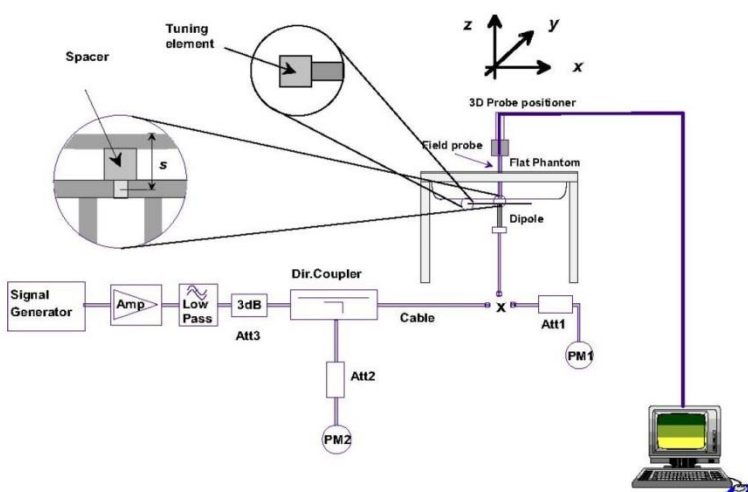 Tuning
element
Spacer
s
z
y
x
3D Probe positioner
Field probe
Flat Phantom
Dipole
Signal
Generator
Amp
Low
Pass
3dB
Att3
Dir.Coupler
Cable
x
Att1
PM1
Att2
PM2